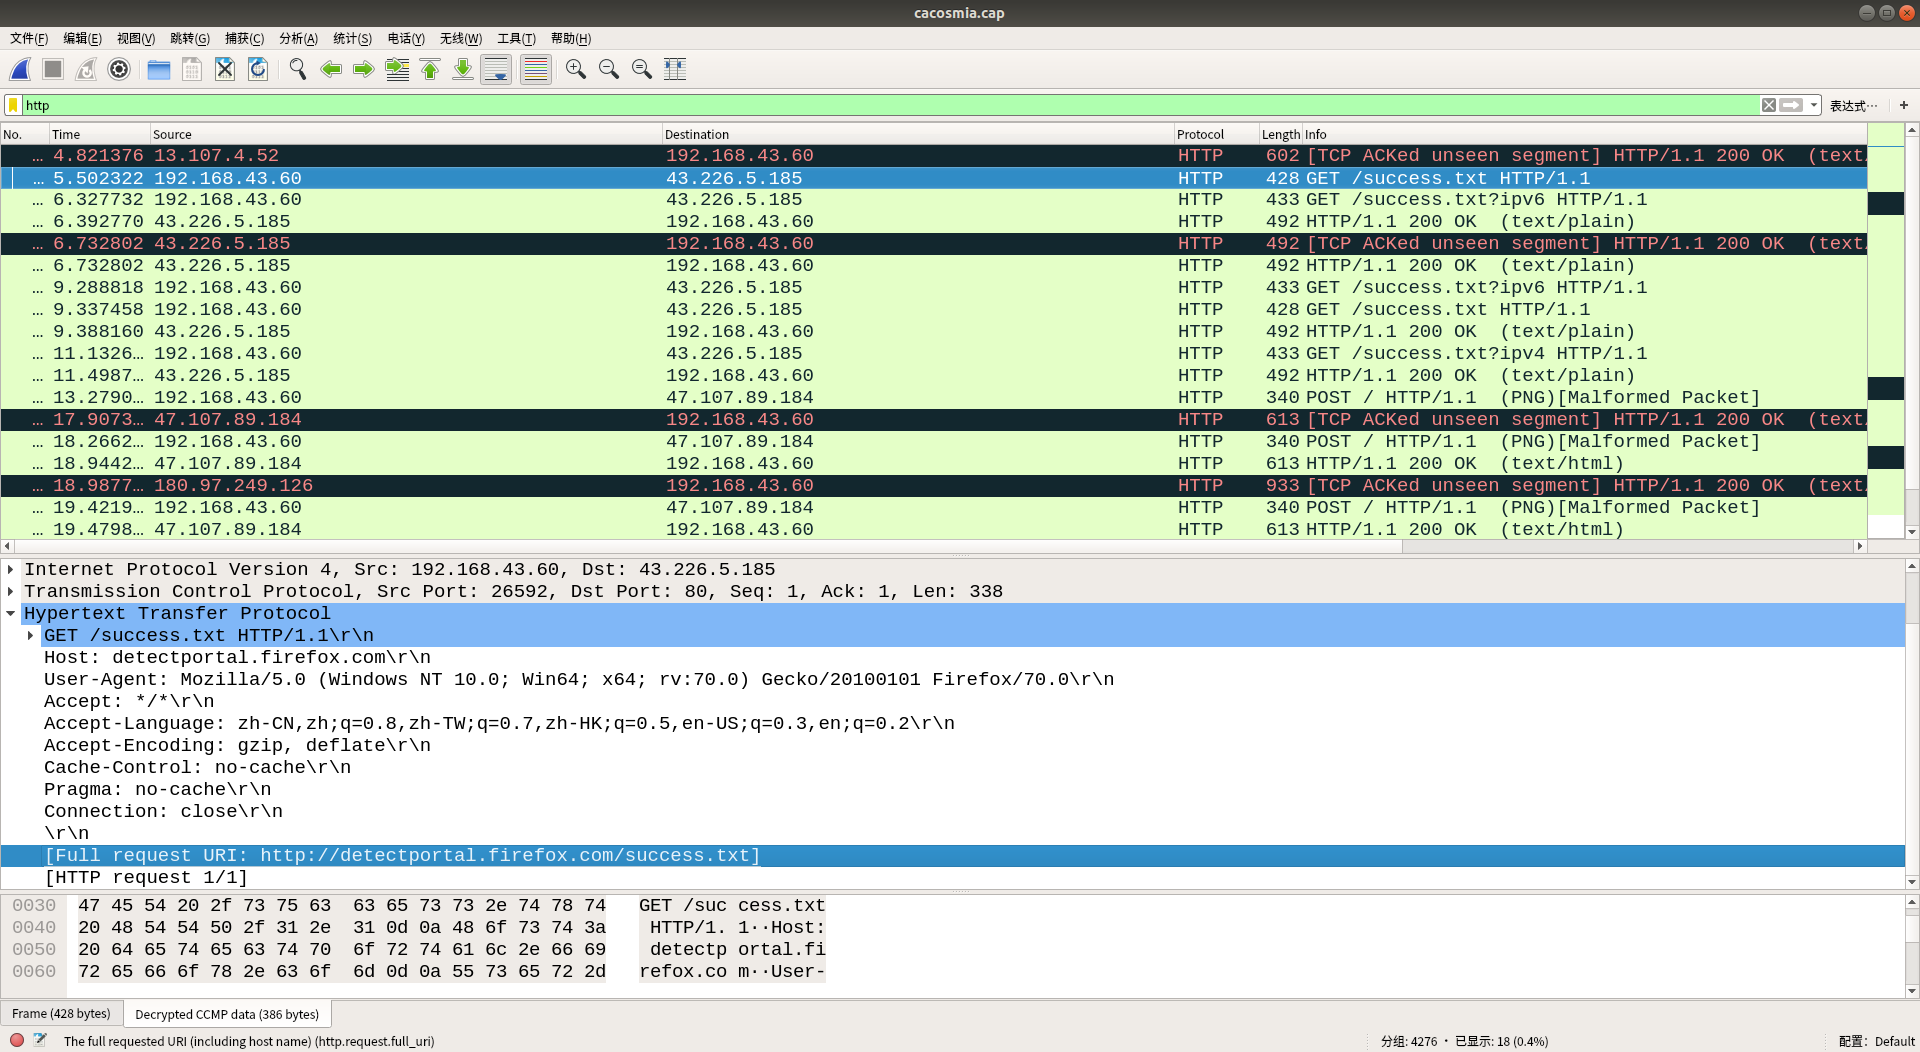 cacosmia.cap
文件(F) 编辑(E) 视图(V) 跳转(G) 捕获(C) 分析(A) 统计(S) 电话(Y) 无线(W) 工具(T) 帮助(H)
http 表达式… +
No. Time Source Destination Protocol Length Info
… 4.821376 13.107.4.52 192.168.43.60 HTTP 602 [TCP ACKed unseen segment] HTTP/1.1 200 OK (text/
… 5.502322 192.168.43.60 43.226.5.185 HTTP 428 GET /success.txt HTTP/1.1
… 6.327732 192.168.43.60 43.226.5.185 HTTP 433 GET /success.txt?ipv6 HTTP/1.1
… 6.392770 43.226.5.185 192.168.43.60 HTTP 492 HTTP/1.1 200 OK (text/plain)
… 6.732802 43.226.5.185 192.168.43.60 HTTP 492 [TCP ACKed unseen segment] HTTP/1.1 200 OK (text/
… 6.732802 43.226.5.185 192.168.43.60 HTTP 492 HTTP/1.1 200 OK (text/plain)
… 9.288818 192.168.43.60 43.226.5.185 HTTP 433 GET /success.txt?ipv6 HTTP/1.1
… 9.337458 192.168.43.60 43.226.5.185 HTTP 428 GET /success.txt HTTP/1.1
… 9.388160 43.226.5.185 192.168.43.60 HTTP 492 HTTP/1.1 200 OK (text/plain)
… 11.1326… 192.168.43.60 43.226.5.185 HTTP 433 GET /success.txt?ipv4 HTTP/1.1
… 11.4987… 43.226.5.185 192.168.43.60 HTTP 492 HTTP/1.1 200 OK (text/plain)
… 13.2790… 192.168.43.60 47.107.89.184 HTTP 340 POST / HTTP/1.1 (PNG)[Malformed Packet]
… 17.9073… 47.107.89.184 192.168.43.60 HTTP 613 [TCP ACKed unseen segment] HTTP/1.1 200 OK (text/
… 18.2662… 192.168.43.60 47.107.89.184 HTTP 340 POST / HTTP/1.1 (PNG)[Malformed Packet]
… 18.9442… 47.107.89.184 192.168.43.60 HTTP 613 HTTP/1.1 200 OK (text/html)
… 18.9877… 180.97.249.126 192.168.43.60 HTTP 933 [TCP ACKed unseen segment] HTTP/1.1 200 OK (text/
… 19.4219… 192.168.43.60 47.107.89.184 HTTP 340 POST / HTTP/1.1 (PNG)[Malformed Packet]
… 19.4798… 47.107.89.184 192.168.43.60 HTTP 613 HTTP/1.1 200 OK (text/html)
Internet Protocol Version 4, Src: 192.168.43.60, Dst: 43.226.5.185
Transmission Control Protocol, Src Port: 26592, Dst Port: 80, Seq: 1, Ack: 1, Len: 338
Hypertext Transfer Protocol
GET /success.txt HTTP/1.1\r\n
Host: detectportal.firefox.com\r\n
User-Agent: Mozilla/5.0 (Windows NT 10.0; Win64; x64; rv:70.0) Gecko/20100101 Firefox/70.0\r\n
Accept: */*\r\n
Accept-Language: zh-CN,zh;q=0.8,zh-TW;q=0.7,zh-HK;q=0.5,en-US;q=0.3,en;q=0.2\r\n
Accept-Encoding: gzip, deflate\r\n
Cache-Control: no-cache\r\n
Pragma: no-cache\r\n
Connection: close\r\n
\r\n
[Full request URI: http://detectportal.firefox.com/success.txt]
[HTTP request 1/1]
0030 47 45 54 20 2f 73 75 63 63 65 73 73 2e 74 78 74 GET /suc cess.txt
0040 20 48 54 54 50 2f 31 2e 31 0d 0a 48 6f 73 74 3a HTTP/1. 1··Host:
0050 20 64 65 74 65 63 74 70 6f 72 74 61 6c 2e 66 69 detectp ortal.fi
0060 72 65 66 6f 78 2e 63 6f 6d 0d 0a 55 73 65 72 2d refox.co m··User-
Frame (428 bytes) Decrypted CCMP data (386 bytes)
The full requested URI (including host name) (http.request.full_uri) 分组: 4276 · 已显示: 18 (0.4%) 配置: Default